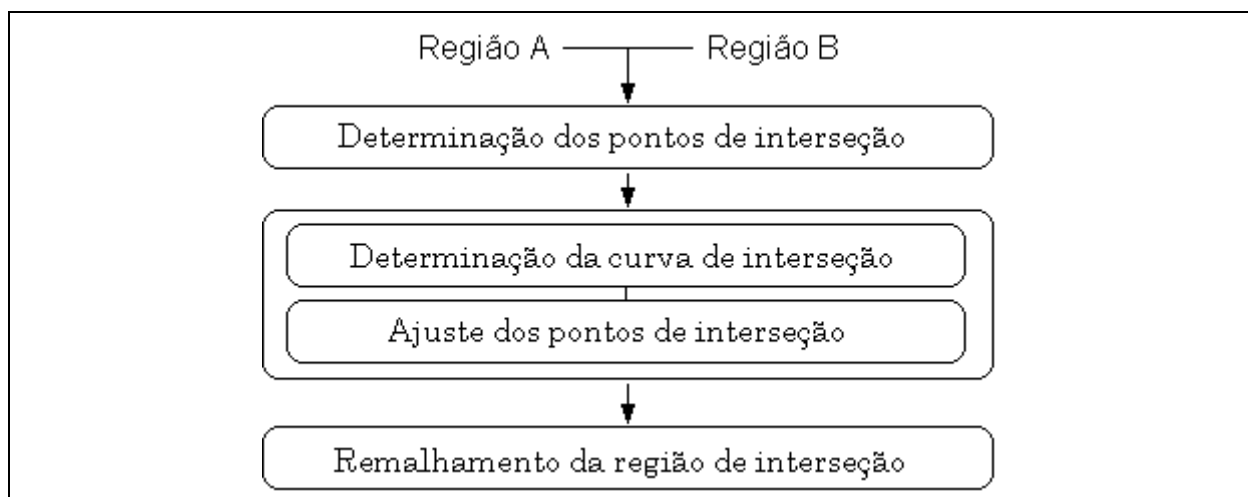 Região A Região B
Determinação dos pontos de interseção
Determinação da curva de interseção
Ajuste dos pontos de interseção
Remalhamento da região de interseção